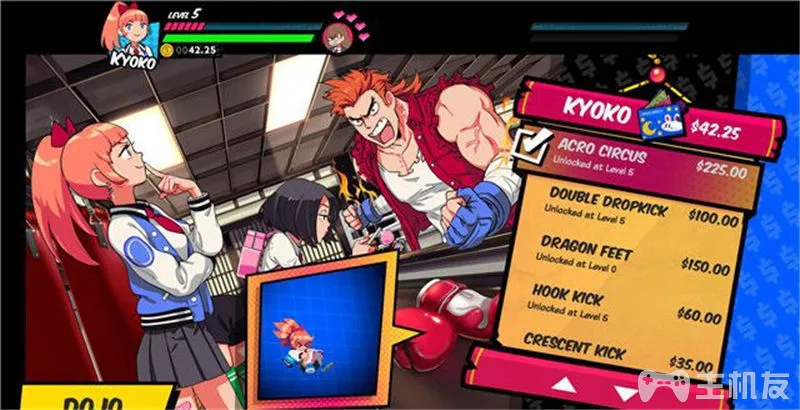 LEVEL 5
0042.25
KYOKO
KYOKO
$42.25
ACRO CIRCUS
Unlocked at Level 5
$225.00
DOUBLE DROPKICK
Unlocked at Level 5
$100.00
DRAGON FEET
Unlocked at Level 0
$150.00
HOOK KICK
Unlocked at Level 5
$60.00
CRESCENT KICK
$35.00
DOJO
主机友